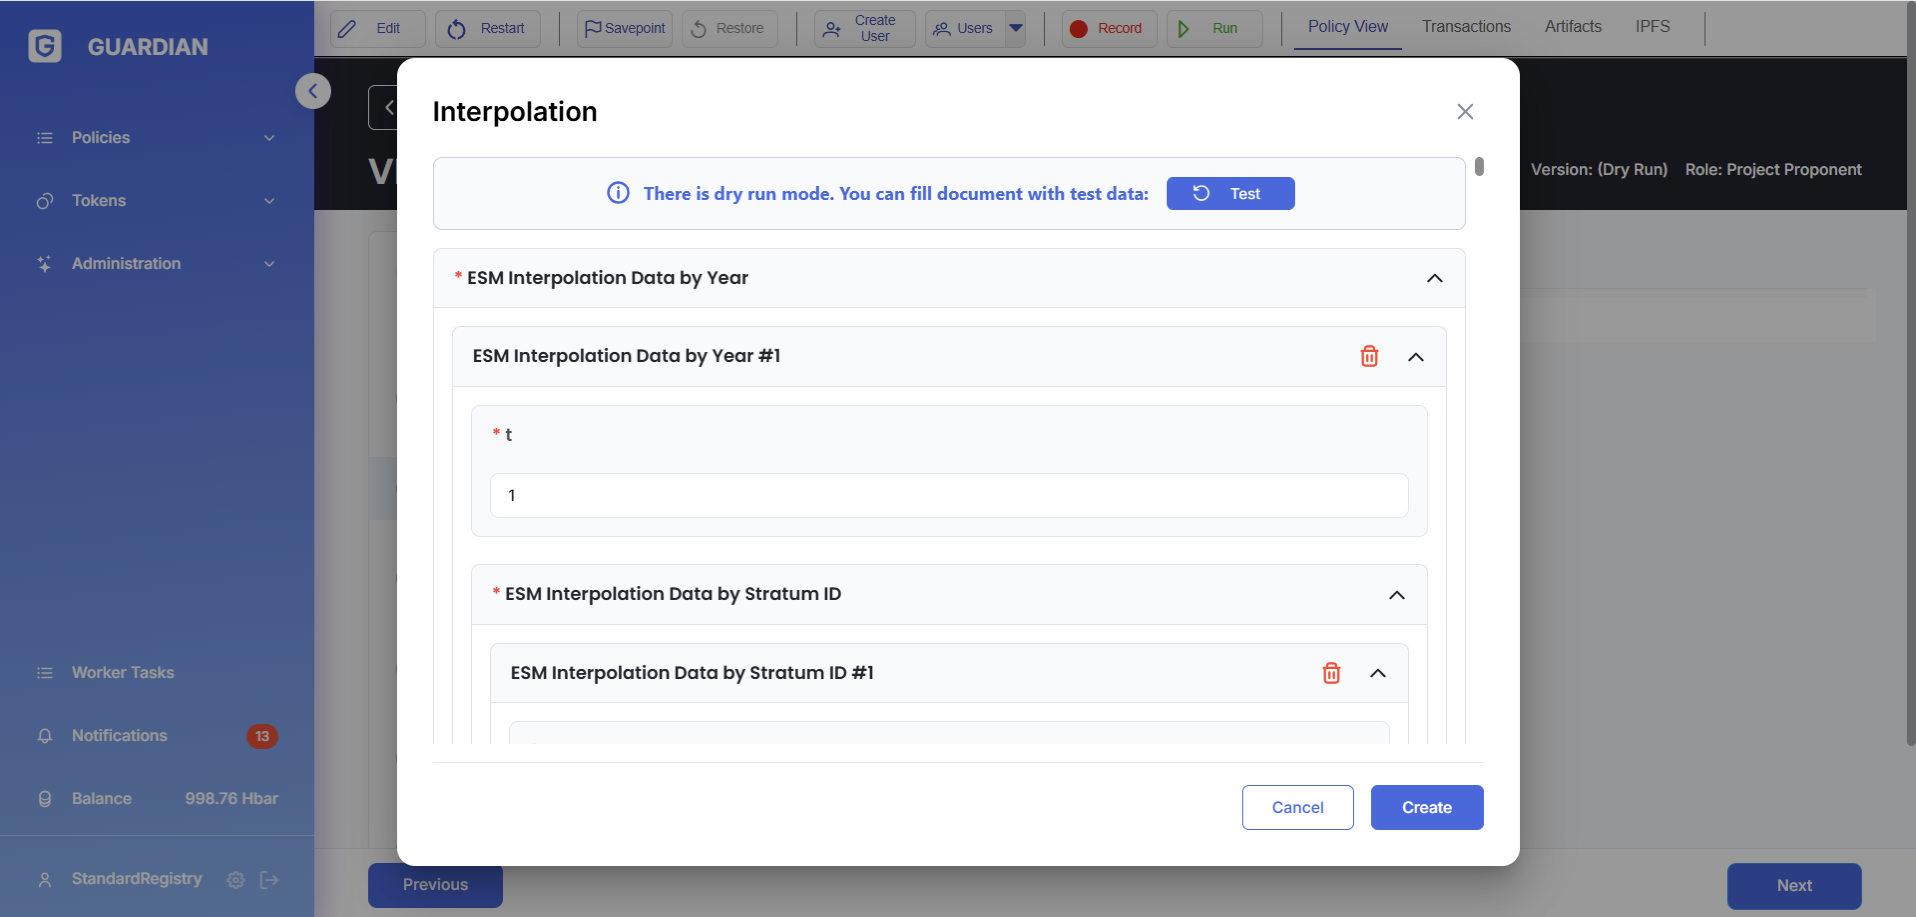 GUARDIAN
Edit
Restart
Savepoint
Restore
Create
User
Users
Record
Run
Policy View
Transactions
Artifacts
IPFS
Policies
Tokens
Administration
Version: (Dry Run)
Role: Project Proponent
Interpolation
There is dry run mode. You can fill document with test data:
Test
* ESM Interpolation Data by Year
ESM Interpolation Data by Year #1
* t
1
* ESM Interpolation Data by Stratum ID
ESM Interpolation Data by Stratum ID #1
Cancel
Create
Worker Tasks
Notifications
13
Balance
998.76 Hbar
StandardRegistry
Previous
Next